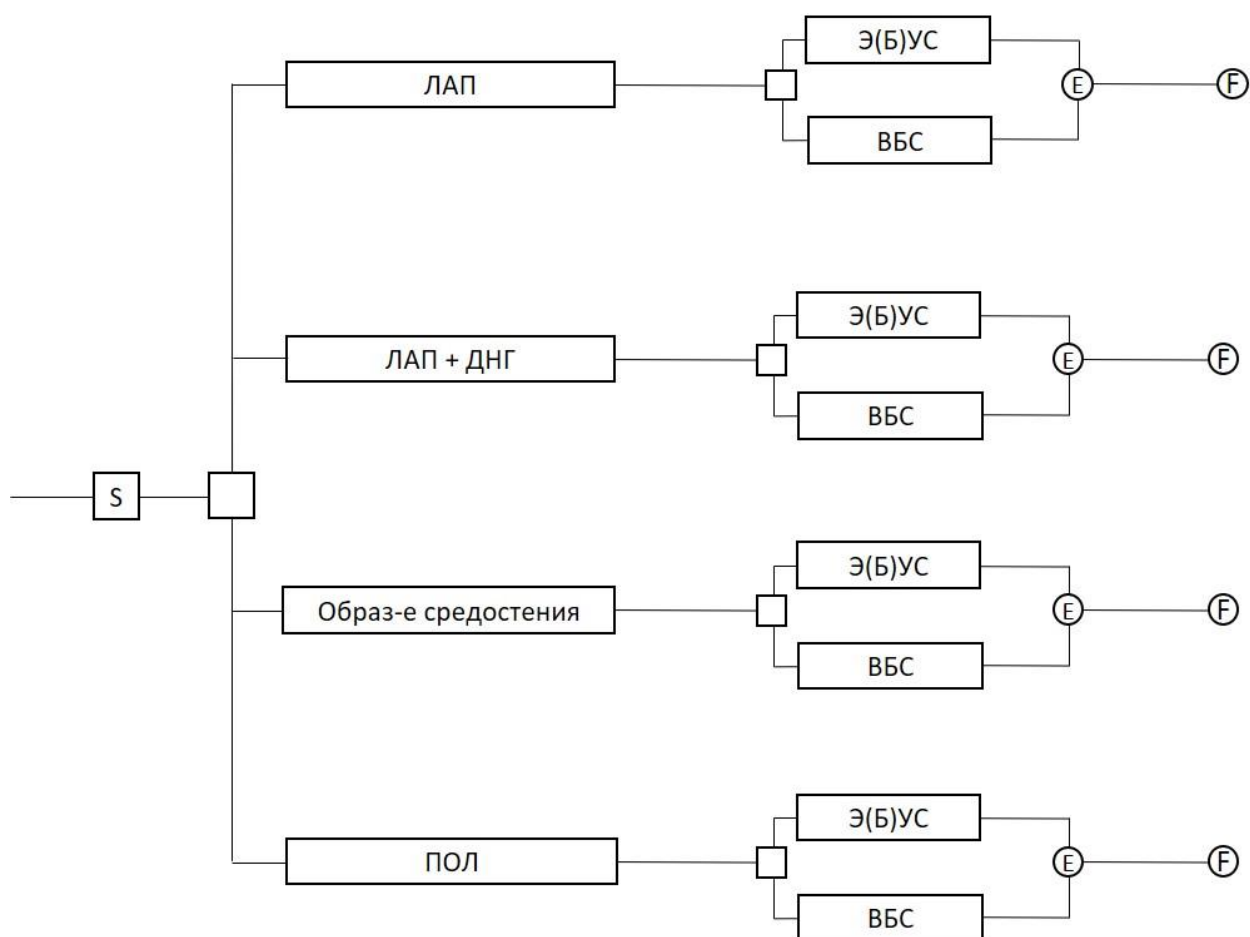 Э(Б)УС
ЛАП
E
F
ВБС
Э(Б)УС
ЛАП + ДНГ
E
F
ВБС
S
Э(Б)УС
Образ-е средостения
E
F
ВБС
Э(Б)УС
ПОЛ
E
F
ВБС